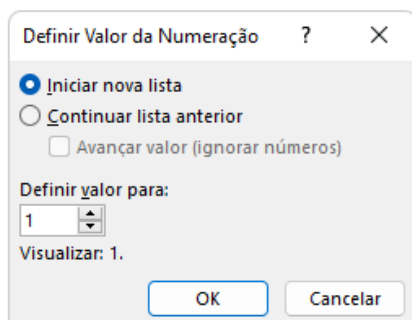 Definir Valor da Numeração ? ×
Iniciar nova lista
Continuar lista anterior
Avançar valor (ignorar números)
Definir valor para:
1
Visualizar: 1.
OK Cancelar